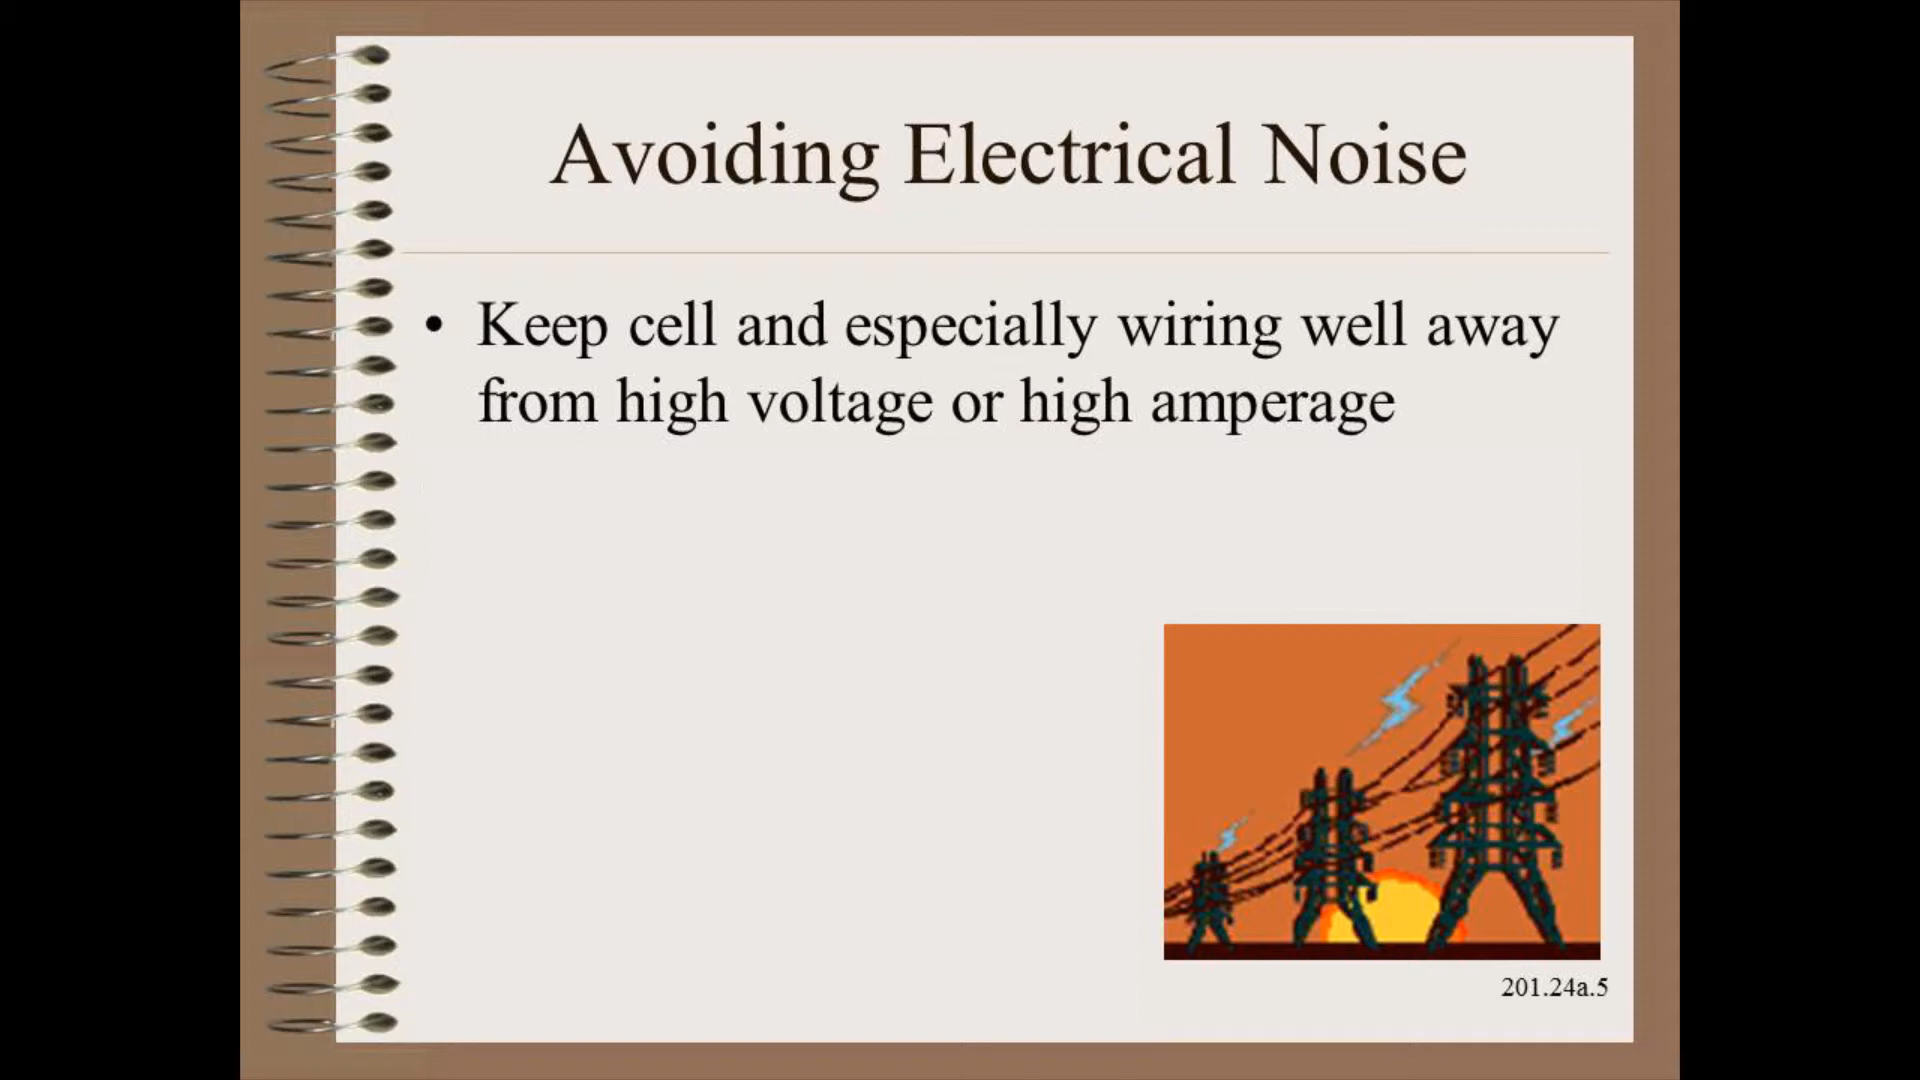 Avoiding Electrical Noise
• Keep cell and especially wiring well away
from high voltage or high amperage
201.24a.5